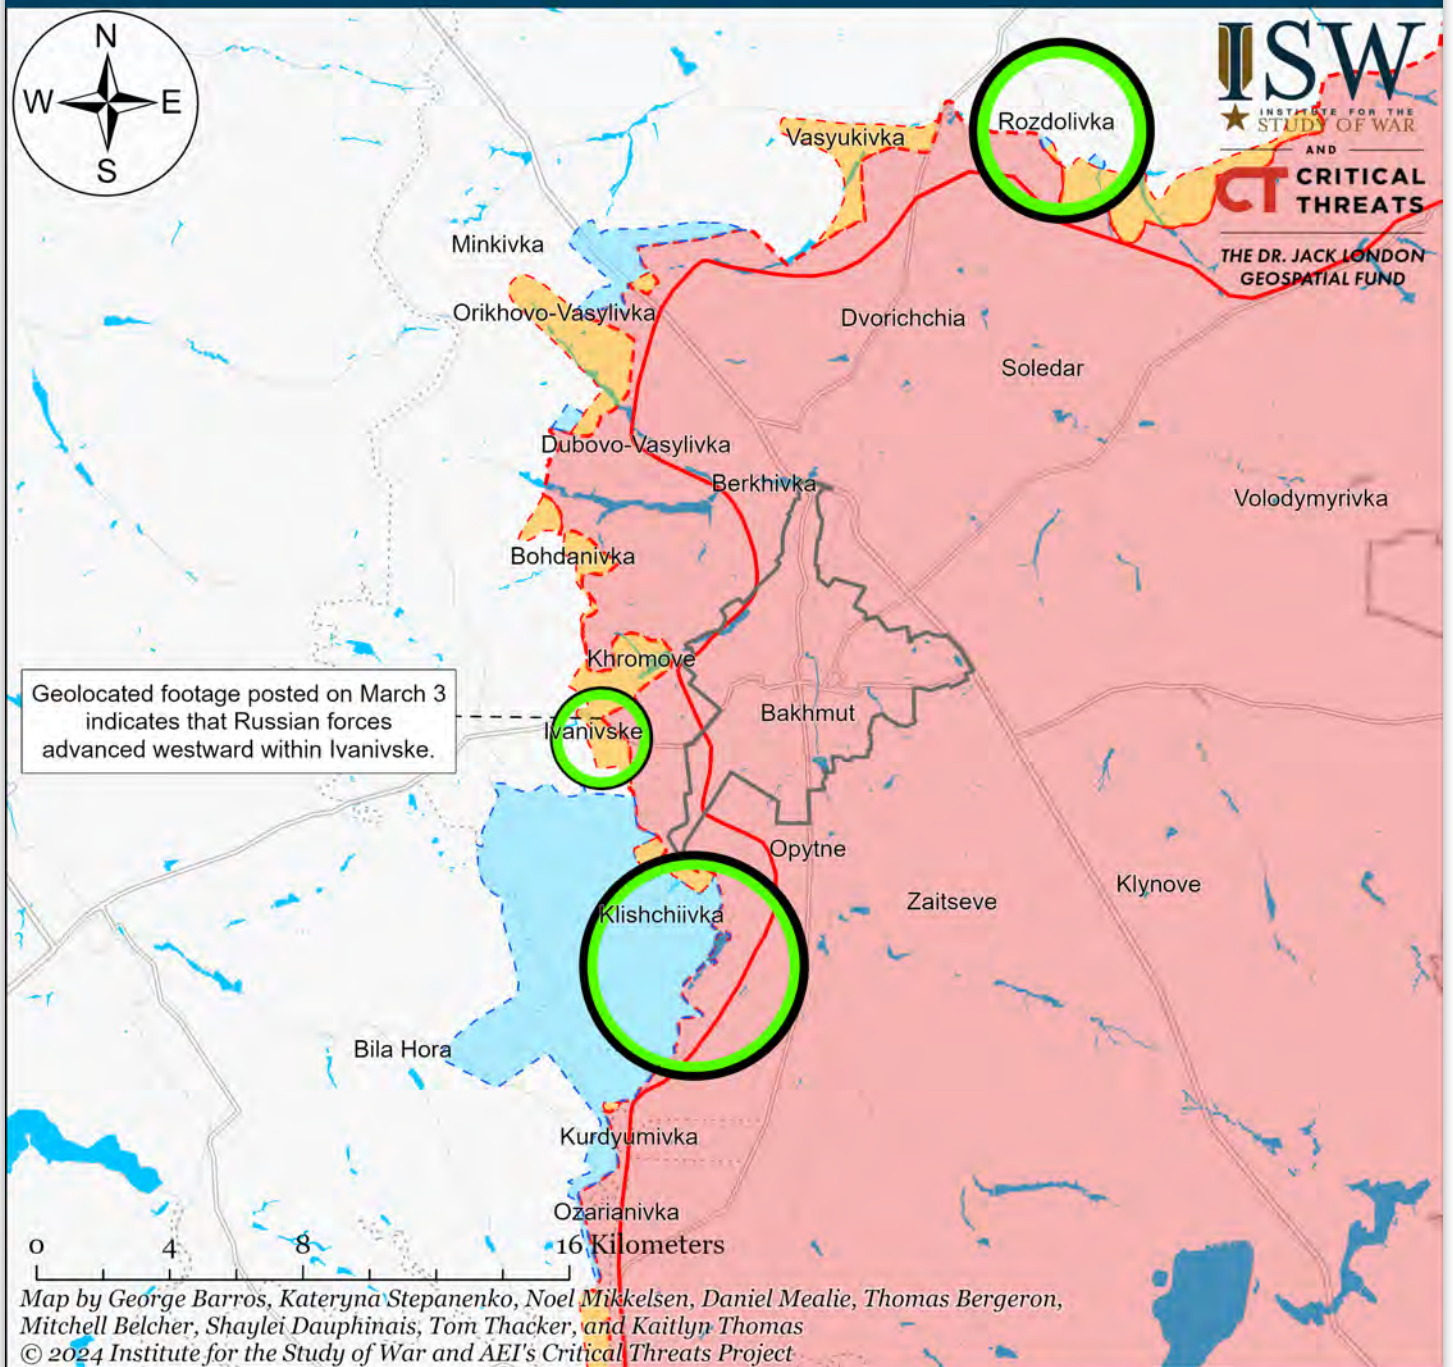 N
W E
S
ISW
INSTITUTE FOR THE
STUDY OF WAR
AND
CT CRITICAL
THREATS
THE DR. JACK LONDON
GEOSPATIAL FUND
Rozdolivka
Vasyukivka
Minkivka
Orikhovo-Vasylivka
Dvorichchia
Soledar
Dubovo-Vasylivka
Berkhivka
Volodymyrivka
Bohdanivka
Khromove
Geolocated footage posted on March 3
indicates that Russian forces
advanced westward within Ivanivske.
Ivanivske
Bakhmut
Opytne
Klynove
Zaitseve
Klishchiivka
Bila Hora
Kurdyumivka
Ozarianivka
0 4 8 16 Kilometers
Map by George Barros, Kateryna Stepanenko, Noel Mikkelsen, Daniel Mealie, Thomas Bergeron,
Mitchell Belcher, Shaylei Dauphinais, Tom Thacker, and Kaitlyn Thomas
© 2024 Institute for the Study of War and AEI's Critical Threats Project